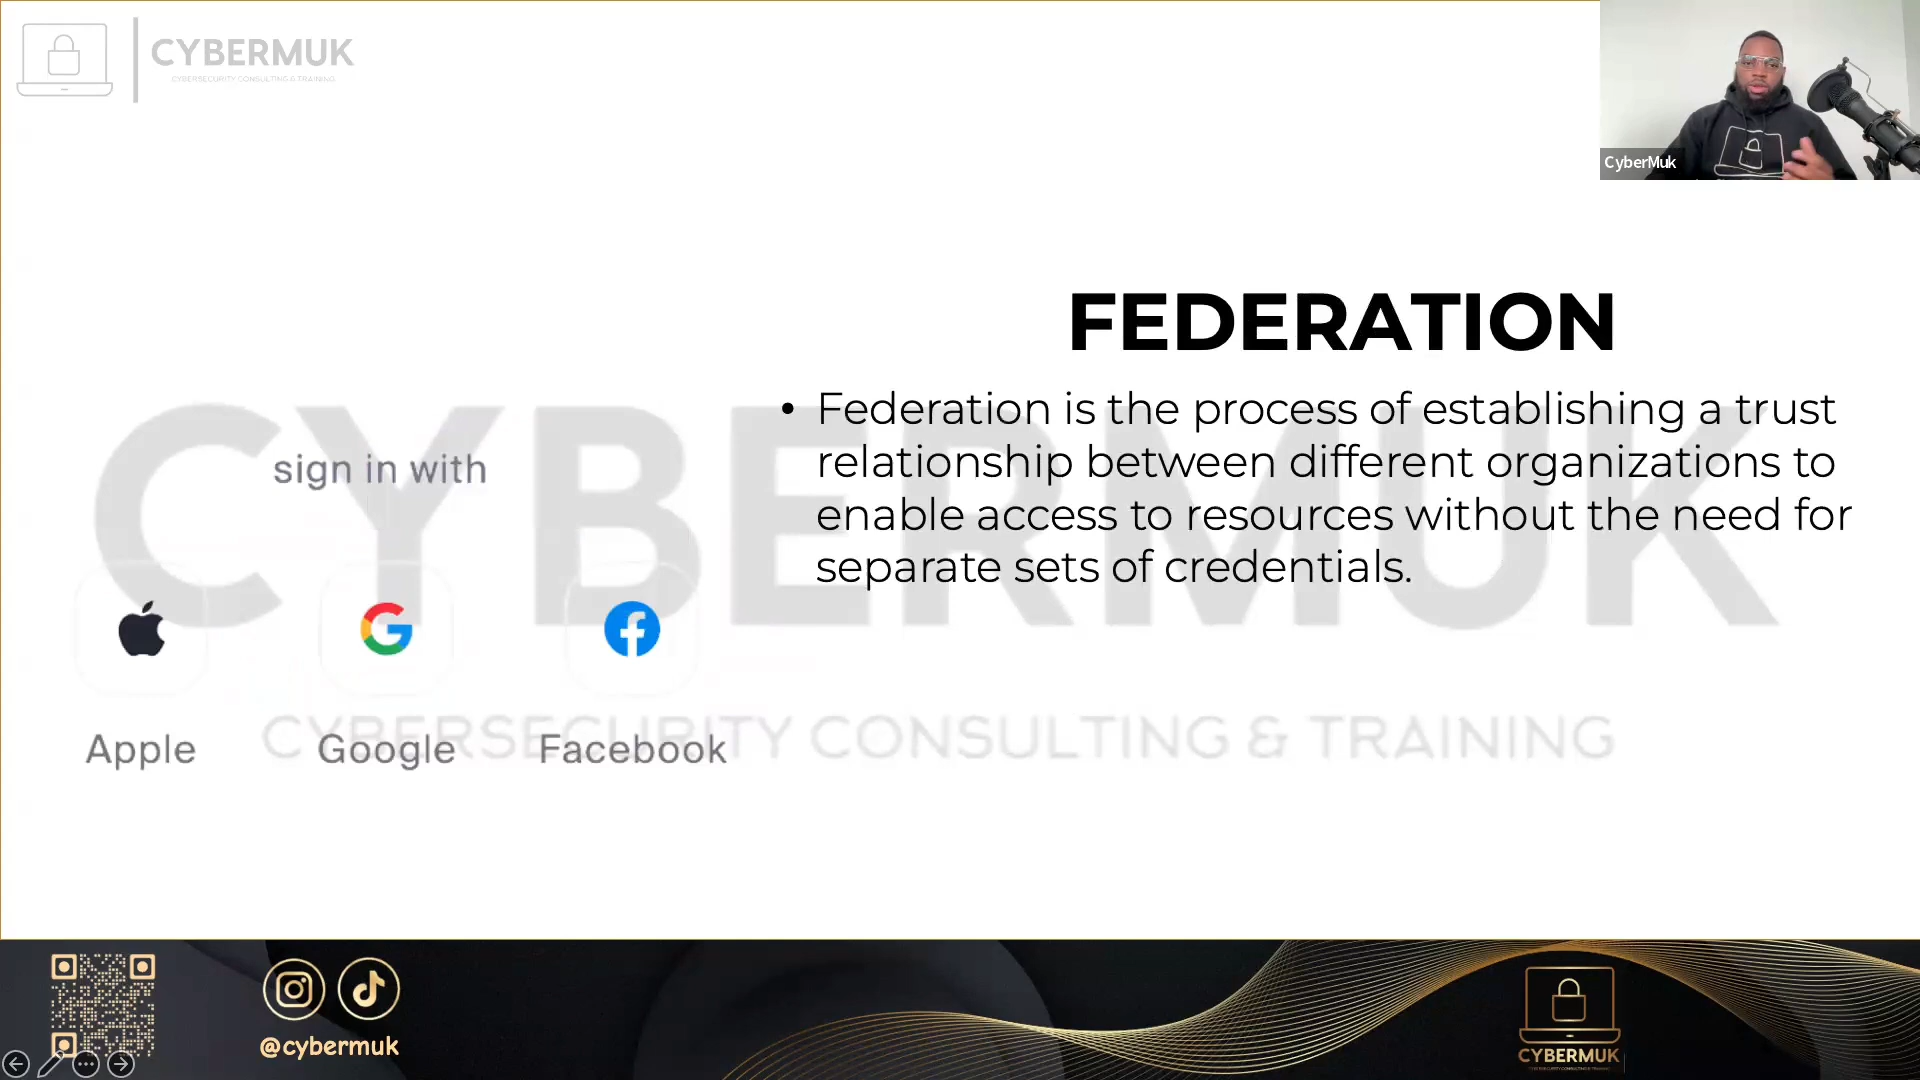 CYBERMUK
CYBERSECURITY CONSULTING & TRAINING
CyberMuk
FEDERATION
• Federation is the process of establishing a trust
relationship between different organizations to
enable access to resources without the need for
separate sets of credentials.
sign in with
Apple
Google
Facebook
CYBERMUK
CYBERSECURITY CONSULTING & TRAINING
@cybermuk
CYBERMUK